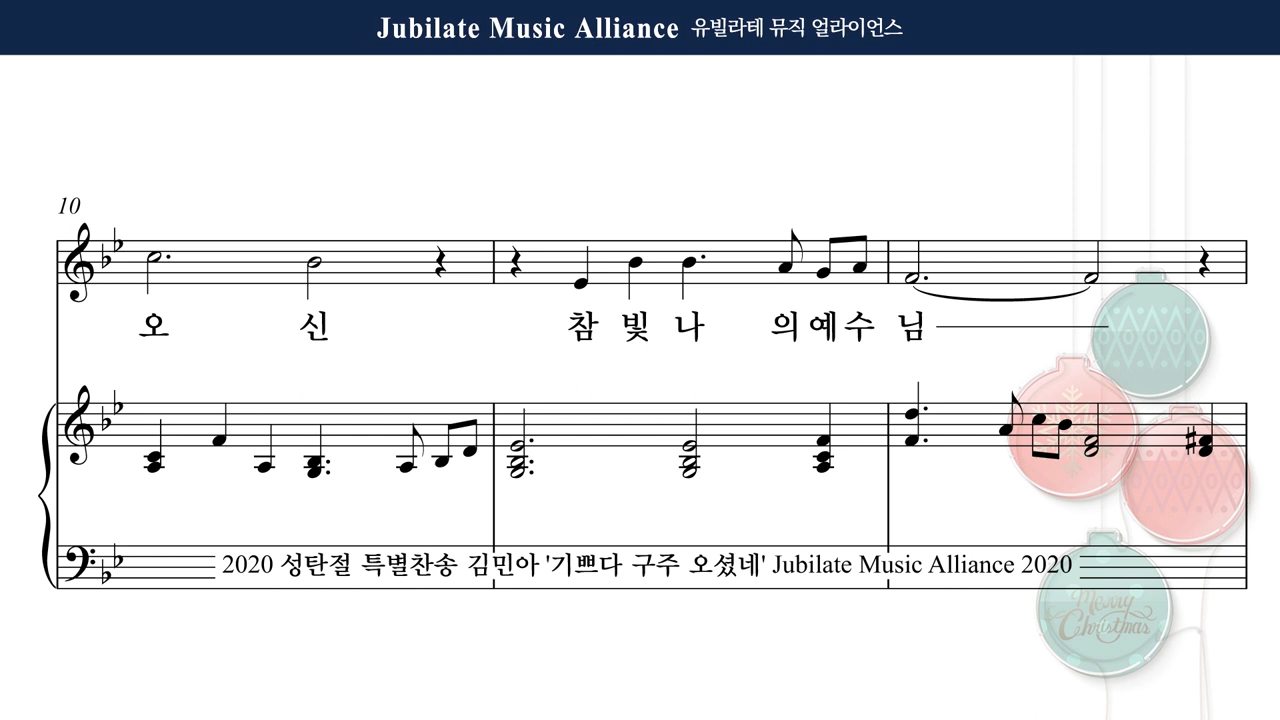 Jubilate Music Alliance 유빌라테 뮤직 얼라이언스
10
오 신 참 빛 나 의 예 수 님
2020 성탄절 특별찬송 김민아 '기쁘다 구주 오셨네' Jubilate Music Alliance 2020
Merry
Christmas